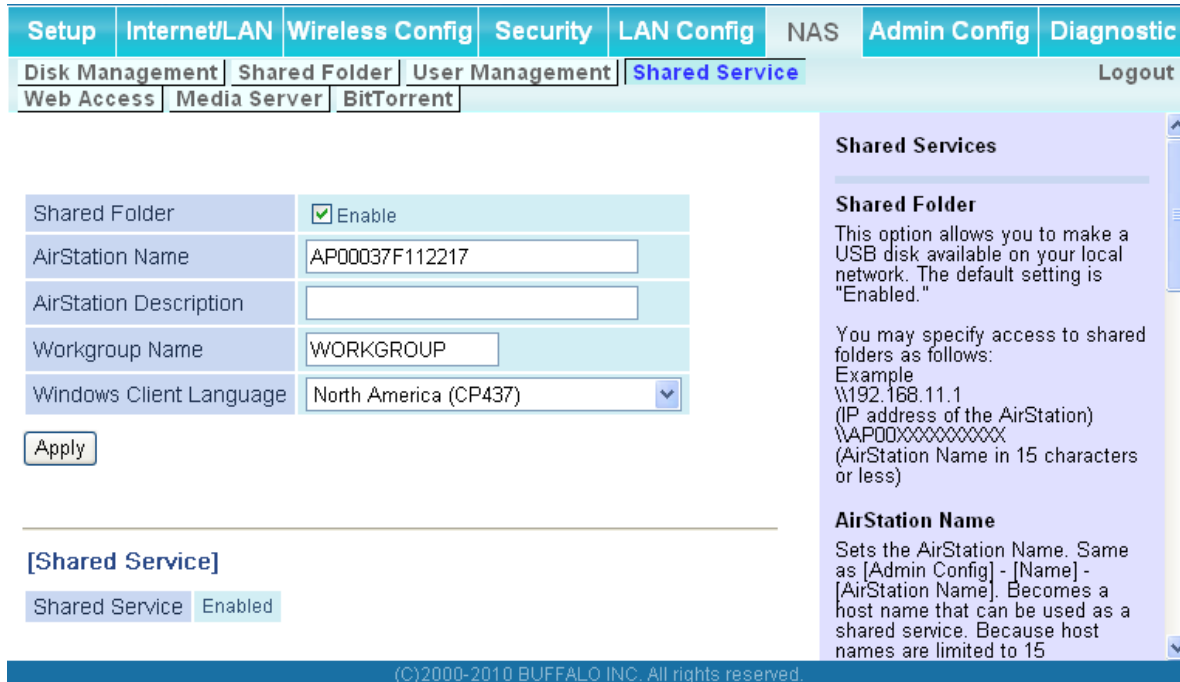 Setup Internet/LAN Wireless Config Security LAN Config NAS Admin Config Diagnostic
Disk Management Shared Folder User Management Shared Service Logout
Web Access Media Server BitTorrent
Shared Folder Enable
AirStation Name AP00037F112217
AirStation Description
Workgroup Name WORKGROUP
Windows Client Language North America (CP437)
Apply
[Shared Service]
Shared Service Enabled
Shared Services
Shared Folder
This option allows you to make a
USB disk available on your local
network. The default setting is
"Enabled."
You may specify access to shared
folders as follows:
Example
\\192.168.11.1
(IP address of the AirStation)
\\AP00XXXXXXXXXX
(AirStation Name in 15 characters
or less)
AirStation Name
Sets the AirStation Name. Same
as [Admin Config] - [Name] -
[AirStation Name]. Becomes a
host name that can be used as a
shared service. Because host
names are limited to 15
(C)2000-2010 BUFFALO INC. All rights reserved.